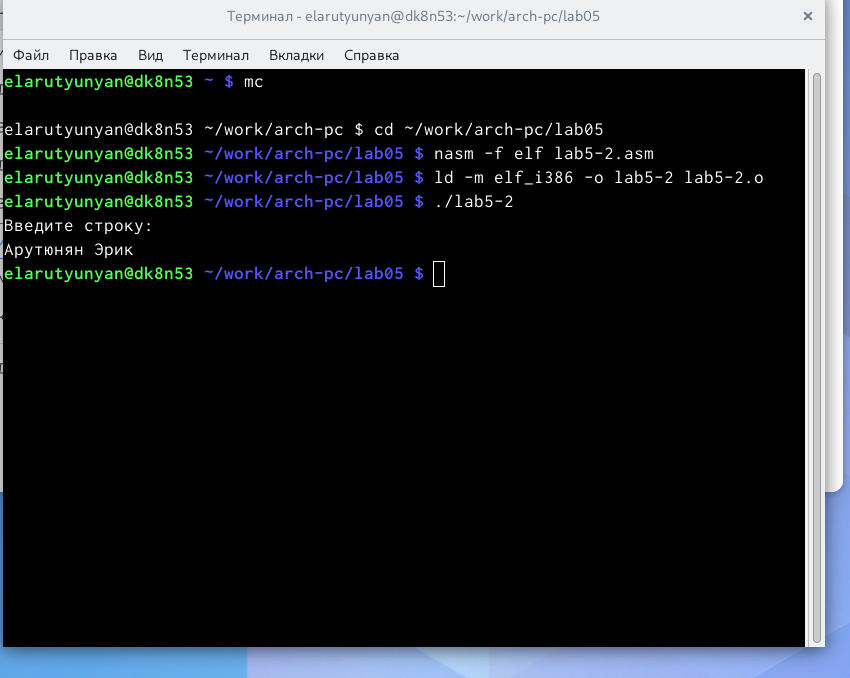 Терминал - elarutyunyan@dk8n53:~/work/arch-pc/lab05
Файл Правка Вид Терминал Вкладки Справка
elarutyunyan@dk8n53 ~ $ mc
elarutyunyan@dk8n53 ~/work/arch-pc $ cd ~/work/arch-pc/lab05
elarutyunyan@dk8n53 ~/work/arch-pc/lab05 $ nasm -f elf lab5-2.asm
elarutyunyan@dk8n53 ~/work/arch-pc/lab05 $ ld -m elf_i386 -o lab5-2 lab5-2.o
elarutyunyan@dk8n53 ~/work/arch-pc/lab05 $ ./lab5-2
Введите строку:
Арутюнян Эрик
elarutyunyan@dk8n53 ~/work/arch-pc/lab05 $